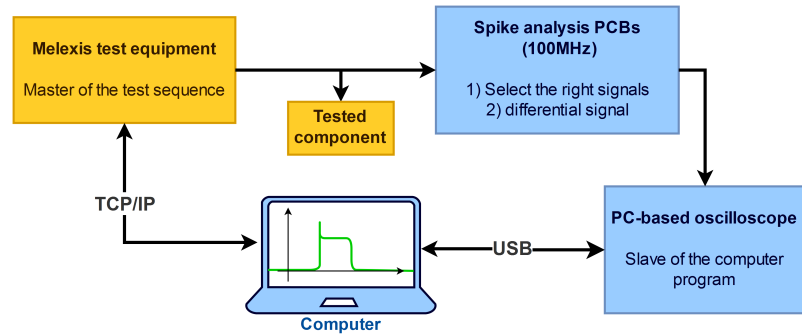 Melexis test equipment
Master of the test sequence
Tested
component
Spike analysis PCBs
(100MHz)
1) Select the right signals
2) differential signal
TCP/IP
USB
PC-based oscilloscope
Slave of the computer
program
Computer